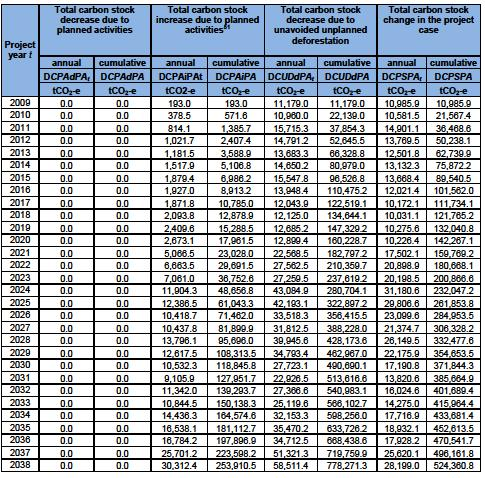 Project year t
Total carbon stock decrease due to planned activities
Total carbon stock increase due to planned activities
Total carbon stock decrease due to unavoided unplanned deforestation
Total carbon stock change in the project case
annual cumulative annual cumulative annual cumulative annual cumulative
DCPAdPAt DCPAdPA DCPAiPAt DCPAiPA DCUDdPAt DCUDdPA DCPSPAt DCPSPA
tCO2-e tCO2-e tCO2-e tCO2-e tCO2-e tCO2-e tCO2-e tCO2-e
2009 0.0 0.0 193.0 193.0 11,179.0 11,179.0 10,985.9 10,985.9
2010 0.0 0.0 378.5 571.6 10,960.0 22,139.0 10,581.5 21,567.4
2011 0.0 0.0 814.1 1,385.7 15,715.3 37,854.3 14,901.1 36,468.6
2012 0.0 0.0 1,021.7 2,407.4 14,791.2 52,645.5 13,769.5 50,238.1
2013 0.0 0.0 1,181.5 3,588.9 13,683.3 66,328.8 12,501.8 62,739.9
2014 0.0 0.0 1,517.9 5,106.8 14,650.2 80,979.0 13,132.3 75,872.2
2015 0.0 0.0 1,879.4 6,986.2 15,547.8 96,526.8 13,668.4 89,540.5
2016 0.0 0.0 1,927.0 8,913.2 13,948.4 110,475.2 12,021.4 101,562.0
2017 0.0 0.0 1,871.8 10,785.0 12,043.9 122,519.1 10,172.1 111,734.1
2018 0.0 0.0 2,093.8 12,878.9 12,125.0 134,644.1 10,031.1 121,765.2
2019 0.0 0.0 2,409.6 15,288.5 12,685.2 147,329.2 10,275.6 132,040.8
2020 0.0 0.0 2,673.1 17,961.5 12,899.4 160,228.7 10,226.4 142,267.1
2021 0.0 0.0 5,066.5 23,028.0 22,568.5 182,797.2 17,502.1 159,769.2
2022 0.0 0.0 6,663.5 29,691.5 27,562.5 210,359.7 20,898.9 180,668.1
2023 0.0 0.0 7,061.0 36,752.6 27,259.5 237,619.2 20,198.5 200,866.6
2024 0.0 0.0 11,904.3 48,656.8 43,084.9 280,704.1 31,180.6 232,047.2
2025 0.0 0.0 12,386.5 61,043.3 42,193.1 322,897.2 29,806.6 261,853.8
2026 0.0 0.0 10,418.7 71,462.0 33,518.3 356,415.5 23,099.6 284,953.5
2027 0.0 0.0 10,437.8 81,899.9 31,812.5 388,228.0 21,374.7 306,328.2
2028 0.0 0.0 13,796.1 95,696.0 39,945.6 428,173.6 26,149.5 332,477.6
2029 0.0 0.0 12,617.5 108,313.5 34,793.4 462,967.0 22,175.9 354,653.5
2030 0.0 0.0 10,532.3 118,845.8 27,723.1 490,690.1 17,190.8 371,844.3
2031 0.0 0.0 9,105.9 127,951.7 22,926.5 513,616.6 13,820.6 385,664.9
2032 0.0 0.0 11,342.0 139,293.7 27,366.6 540,983.1 16,024.6 401,689.4
2033 0.0 0.0 10,844.5 150,138.3 25,119.6 566,102.7 14,275.0 415,964.4
2034 0.0 0.0 14,436.3 164,574.6 32,153.3 598,256.0 17,716.9 433,681.4
2035 0.0 0.0 16,538.1 181,112.7 35,470.2 633,726.2 18,932.1 452,613.5
2036 0.0 0.0 16,784.2 197,896.9 34,712.5 668,438.6 17,928.2 470,541.7
2037 0.0 0.0 25,701.2 223,598.2 51,321.3 719,759.9 25,620.1 496,161.8
2038 0.0 0.0 30,312.4 253,910.5 58,511.4 778,271.3 28,199.0 524,360.8